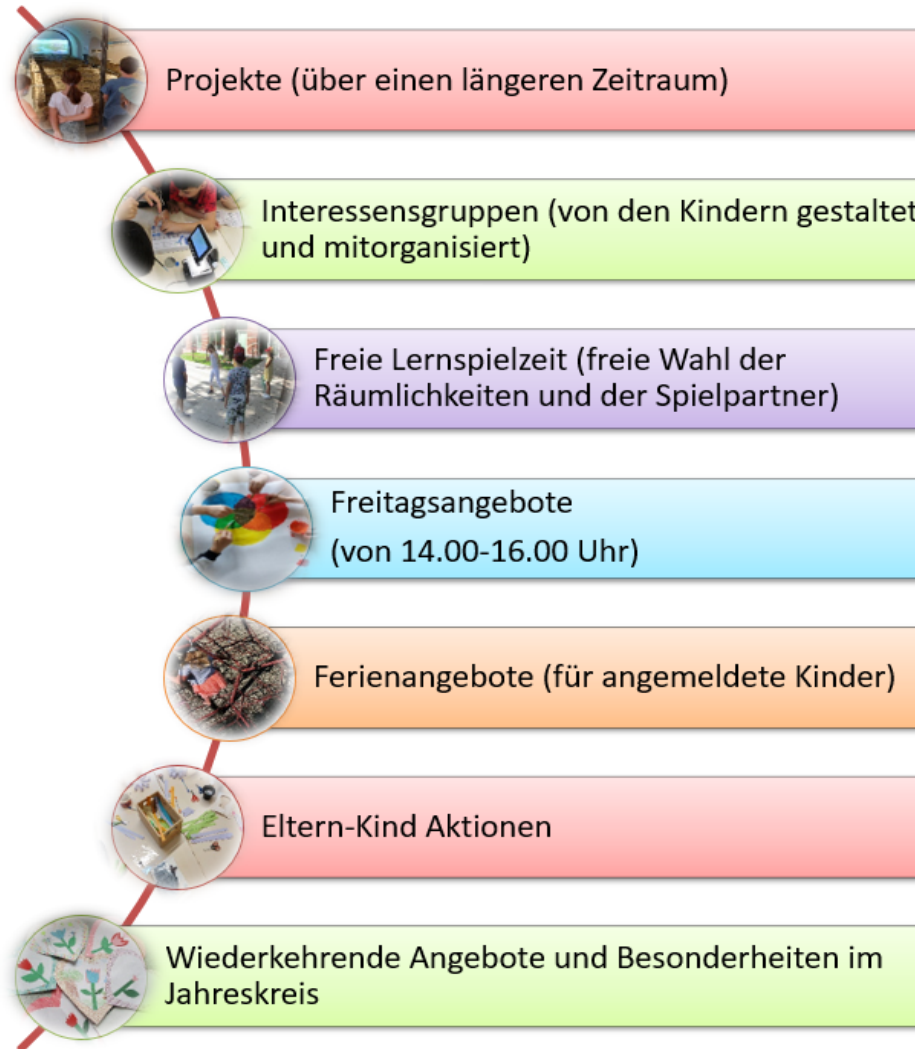 Projekte (über einen längeren Zeitraum)
Interessensgruppen (von den Kindern gestaltet
und mitorganisiert)
Freie Lernspielzeit (freie Wahl der
Räumlichkeiten und der Spielpartner)
Freitagsangebote
(von 14.00-16.00 Uhr)
Ferienangebote (für angemeldete Kinder)
Eltern-Kind Aktionen
Wiederkehrende Angebote und Besonderheiten im
Jahreskreis